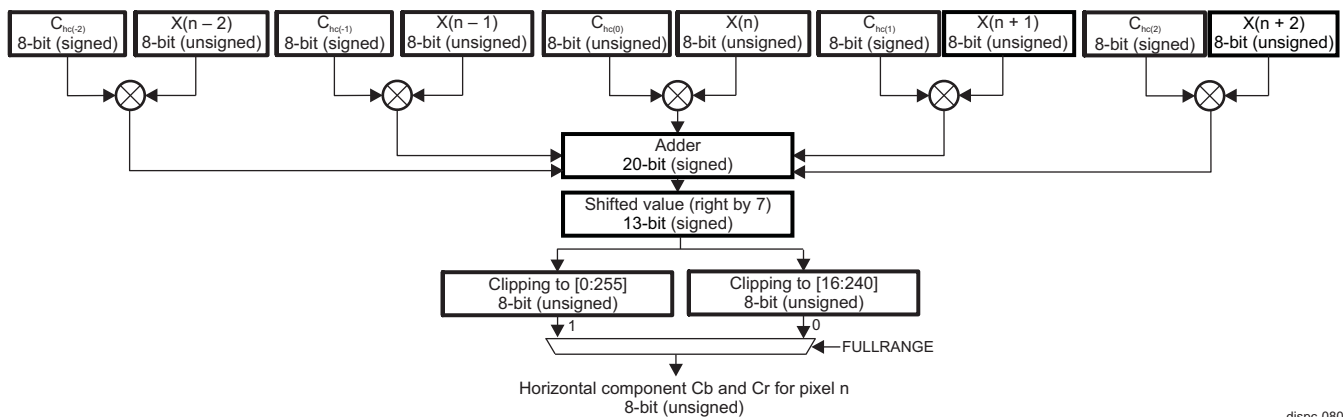 C_hc(-2)
8-bit (signed)
X(n – 2)
8-bit (unsigned)
C_hc(-1)
8-bit (signed)
X(n – 1)
8-bit (unsigned)
C_hc(0)
8-bit (signed)
X(n)
8-bit (unsigned)
C_hc(1)
8-bit (signed)
X(n + 1)
8-bit (unsigned)
C_hc(2)
8-bit (signed)
X(n + 2)
8-bit (unsigned)
Adder
20-bit (signed)
Shifted value (right by 7)
13-bit (signed)
Clipping to [0:255]
8-bit (unsigned)
Clipping to [16:240]
8-bit (unsigned)
1
0
FULLRANGE
Horizontal component Cb and Cr for pixel n
8-bit (unsigned)